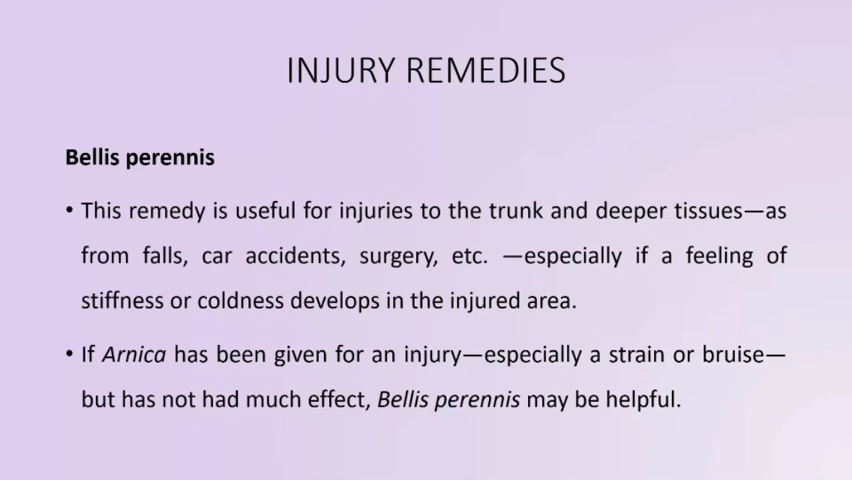 INJURY REMEDIES
Bellis perennis
• This remedy is useful for injuries to the trunk and deeper tissues—as
from falls, car accidents, surgery, etc. —especially if a feeling of
stiffness or coldness develops in the injured area.
• If Arnica has been given for an injury—especially a strain or bruise—
but has not had much effect, Bellis perennis may be helpful.